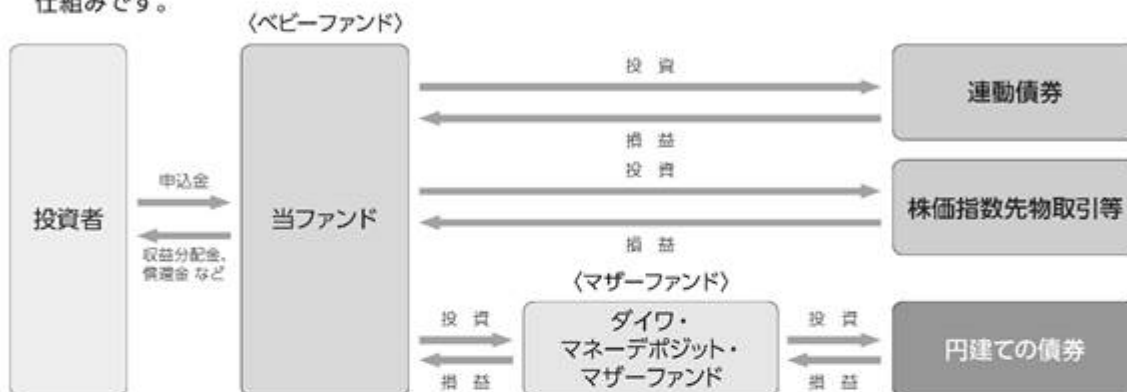 仕組みです。
〈ベビーファンド〉
投資者
申込金
収益分配金、
償還金 など
当ファンド
投 資
損 益
連動債券
投 資
損 益
株価指数先物取引等
〈マザーファンド〉
投 資
損 益
ダイワ・
マネーデポジット・
マザーファンド
投 資
損 益
円建ての債券